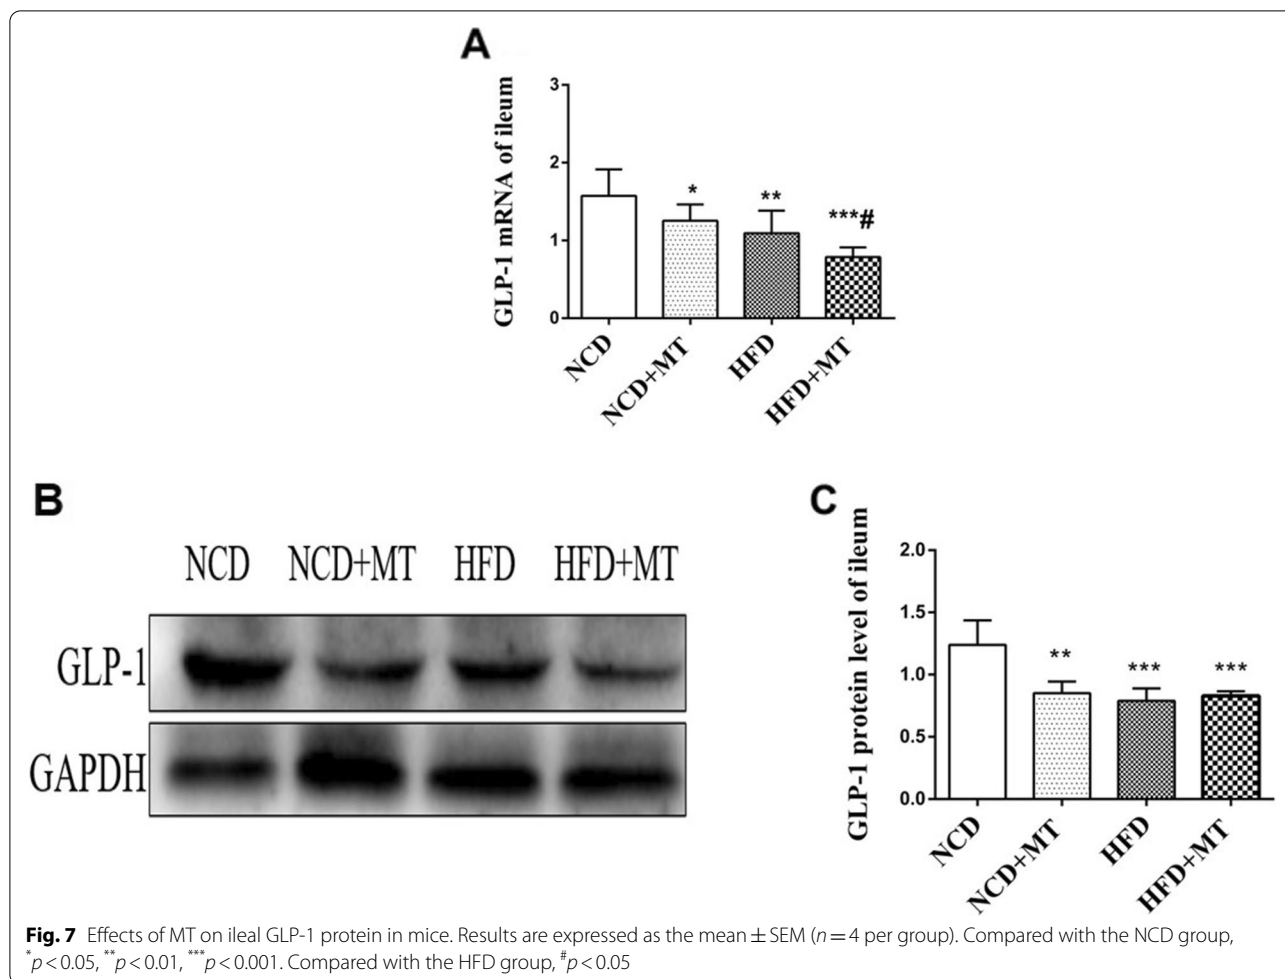 A
GLP-1 mRNA of ileum
3
2
1
0
*
**
***#
NCD
NCD+MT
HFD
HFD+MT
B
NCD NCD+MT HFD HFD+MT
GLP-1
GAPDH
C
GLP-1 protein level of ileum
2.0
1.5
1.0
0.5
0.0
**
***
***
NCD
NCD+MT
HFD
HFD+MT
Fig. 7 Effects of MT on ileal GLP-1 protein in mice. Results are expressed as the mean ± SEM (n = 4 per group). Compared with the NCD group,
*p < 0.05, **p < 0.01, ***p < 0.001. Compared with the HFD group, #p < 0.05